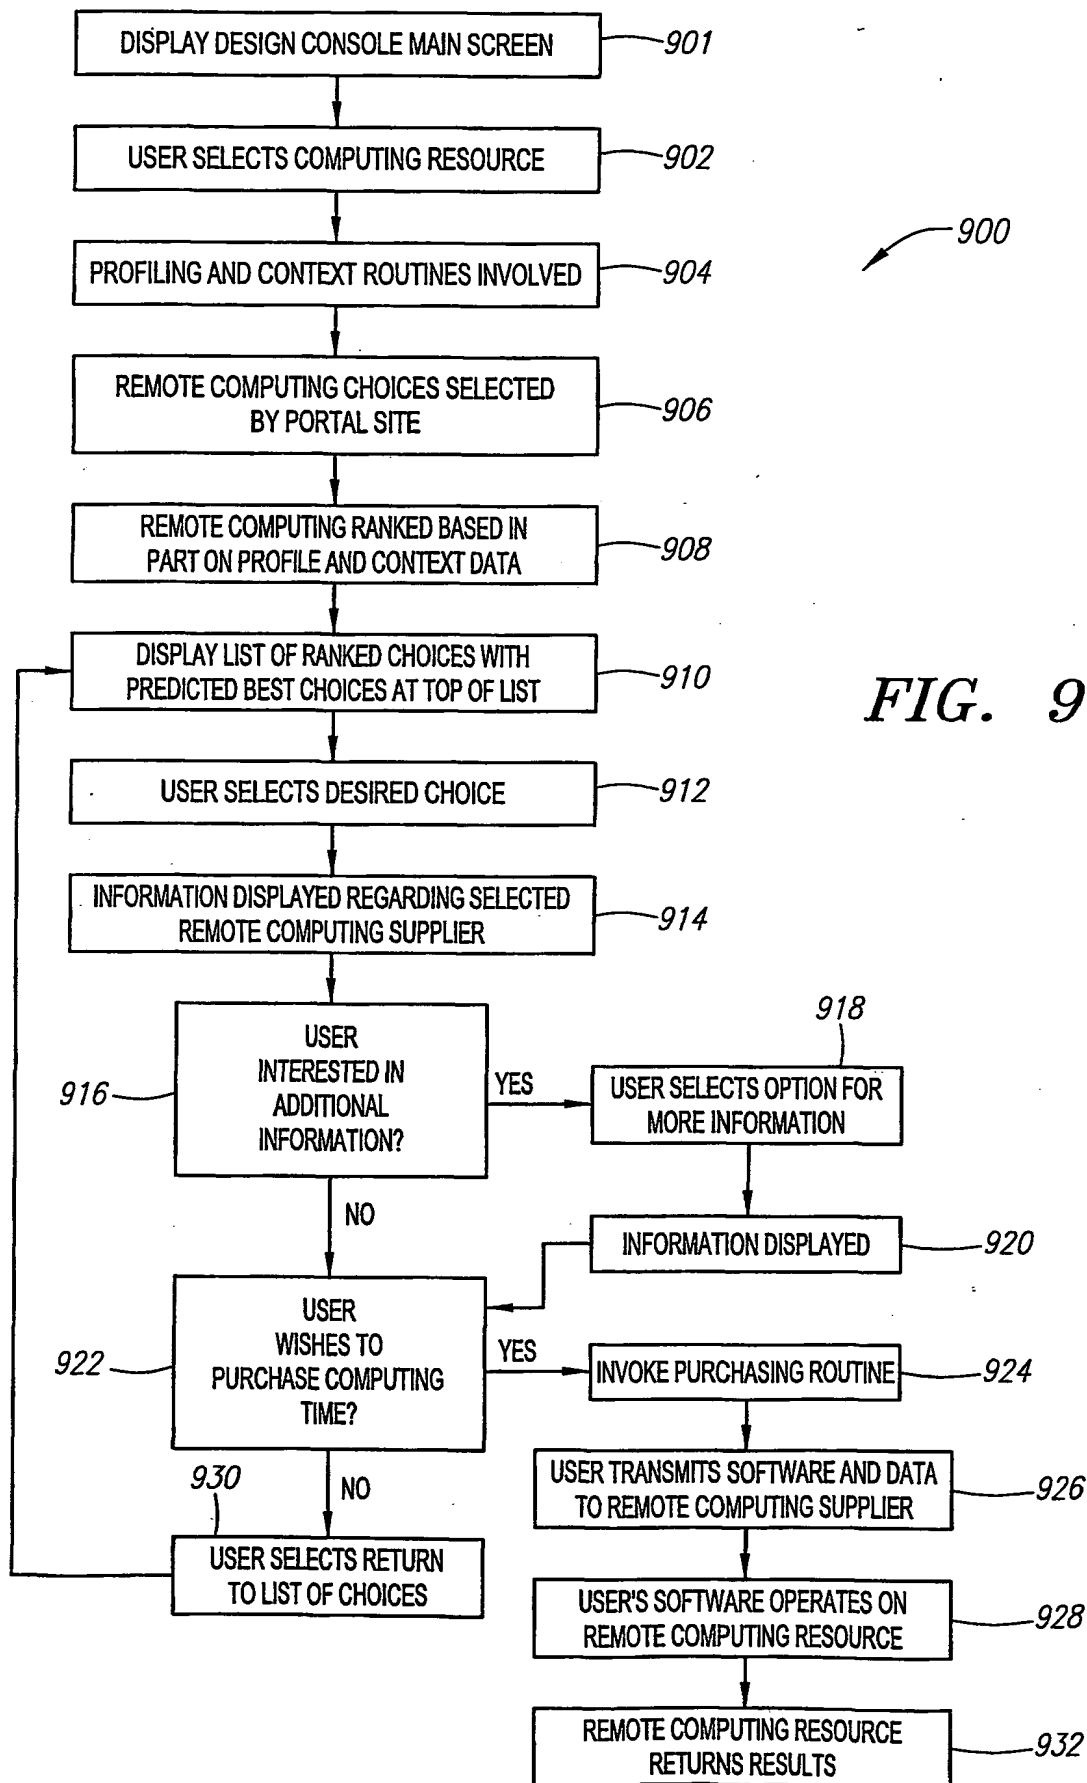 DISPLAY DESIGN CONSOLE MAIN SCREEN
901
USER SELECTS COMPUTING RESOURCE
902
900
PROFILING AND CONTEXT ROUTINES INVOLVED
904
REMOTE COMPUTING CHOICES SELECTED
BY PORTAL SITE
906
REMOTE COMPUTING RANKED BASED IN
PART ON PROFILE AND CONTEXT DATA
908
DISPLAY LIST OF RANKED CHOICES WITH
PREDICTED BEST CHOICES AT TOP OF LIST
910
FIG. 9
USER SELECTS DESIRED CHOICE
912
INFORMATION DISPLAYED REGARDING SELECTED
REMOTE COMPUTING SUPPLIER
914
USER
INTERESTED IN
ADDITIONAL
INFORMATION?
916
YES
918
USER SELECTS OPTION FOR
MORE INFORMATION
NO
INFORMATION DISPLAYED
920
USER
WISHES TO
PURCHASE COMPUTING
TIME?
922
YES
INVOKE PURCHASING ROUTINE
924
930
NO
USER TRANSMITS SOFTWARE AND DATA
TO REMOTE COMPUTING SUPPLIER
926
USER SELECTS RETURN
TO LIST OF CHOICES
USER'S SOFTWARE OPERATES ON
REMOTE COMPUTING RESOURCE
928
REMOTE COMPUTING RESOURCE
RETURNS RESULTS
932